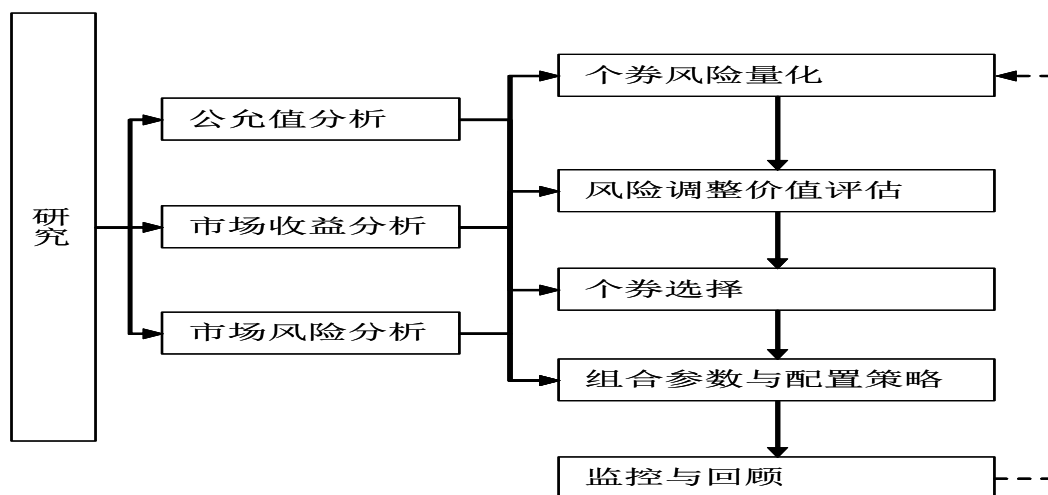 研究
公允值分析
市场收益分析
市场风险分析
个券风险量化
风险调整价值评估
个券选择
组合参数与配置策略
监控与回顾